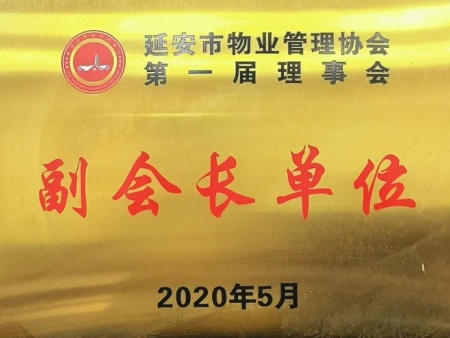 延安市物业管理协会
第一届理事会
副会长单位
2020年5月